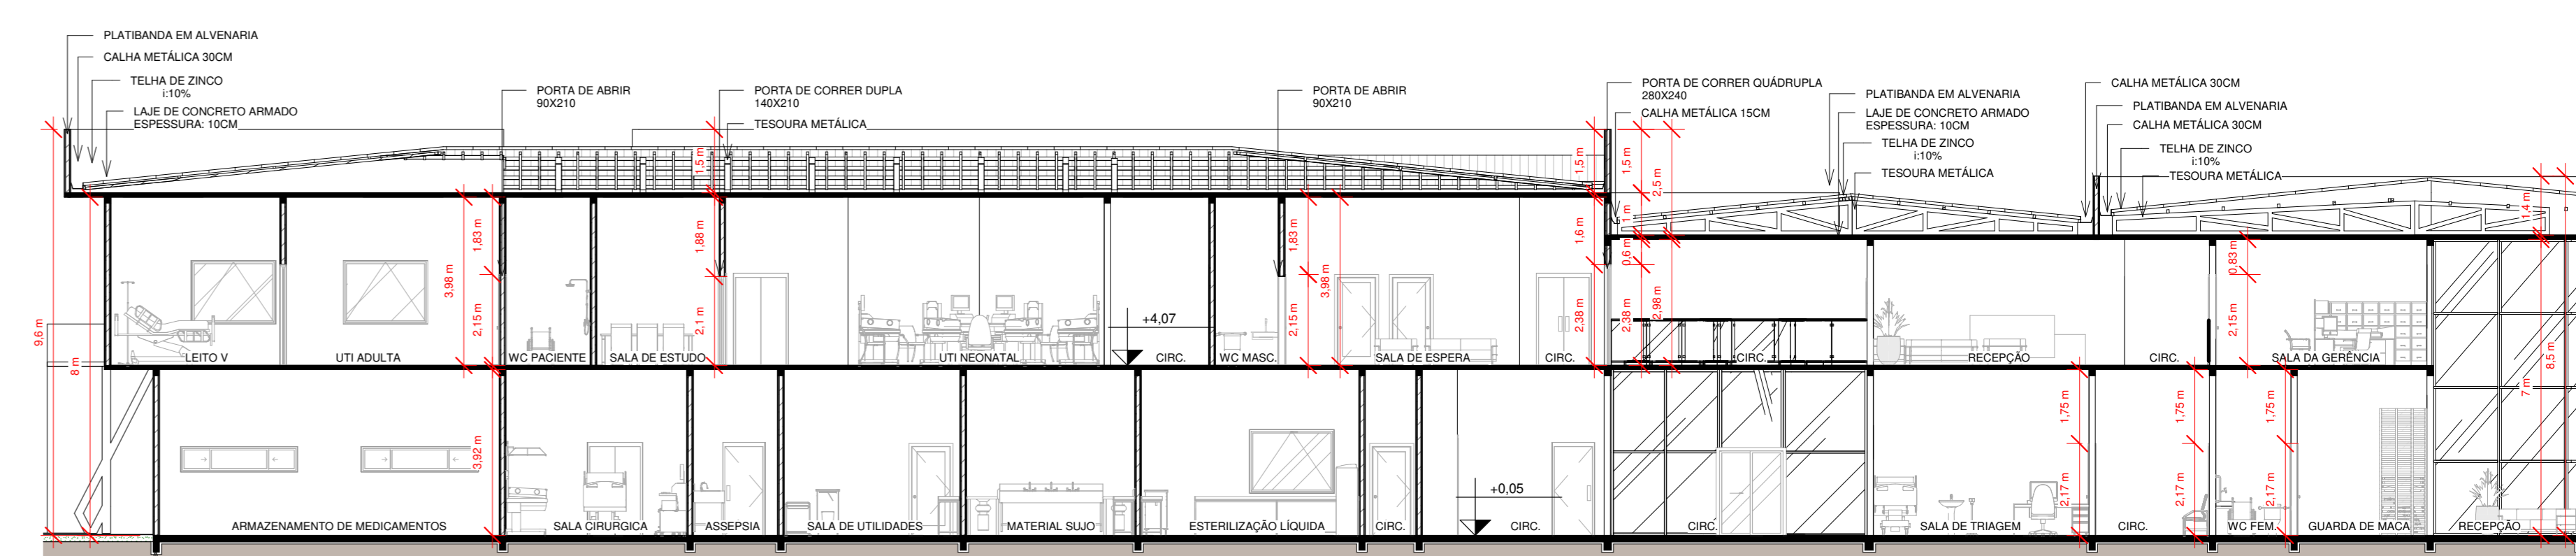 PLATIBANDA EM ALVENARIA
CALHA METÁLICA 30CM
TELHA DE ZINCO
i:10%
LAJE DE CONCRETO ARMADO
ESPESSURA: 10CM
PORTA DE ABRIR
90X210
PORTA DE CORRER DUPLA
140X210
TESOURA METÁLICA
PORTA DE ABRIR
90X210
PORTA DE CORRER QUÁDRUPLA
280X240
CALHA METÁLICA 15CM
PLATIBANDA EM ALVENARIA
LAJE DE CONCRETO ARMADO
ESPESSURA: 10CM
TELHA DE ZINCO
i:10%
TESOURA METÁLICA
CALHA METÁLICA 30CM
PLATIBANDA EM ALVENARIA
CALHA METÁLICA 30CM
TELHA DE ZINCO
i:10%
TESOURA METÁLICA
9,6 m
8 m
3,98 m
1,83 m
2,15 m
1,5 m
1,88 m
2,1 m
1,83 m
2,15 m
3,98 m
1,5 m
1,6 m
2,38 m
1,5 m
1 m
0,6 m
2,38 m
2,5 m
2,98 m
0,83 m
2,15 m
1,4 m
8,5 m
7 m
+4,07
LEITO V
UTI ADULTA
WC PACIENTE
SALA DE ESTUDO
UTI NEONATAL
CIRC.
WC MASC.
SALA DE ESPERA
CIRC.
CIRC.
RECEPÇÃO
CIRC.
SALA DA GERÊNCIA
3,92 m
1,75 m
2,17 m
1,75 m
2,17 m
1,75 m
2,17 m
+0,05
ARMAZENAMENTO DE MEDICAMENTOS
SALA CIRURGICA
ASSEPSIA
SALA DE UTILIDADES
MATERIAL SUJO
ESTERILIZAÇÃO LÍQUIDA
CIRC.
CIRC.
CIRC.
SALA DE TRIAGEM
CIRC.
WC FEM.
GUARDA DE MACA
RECEPÇÃO